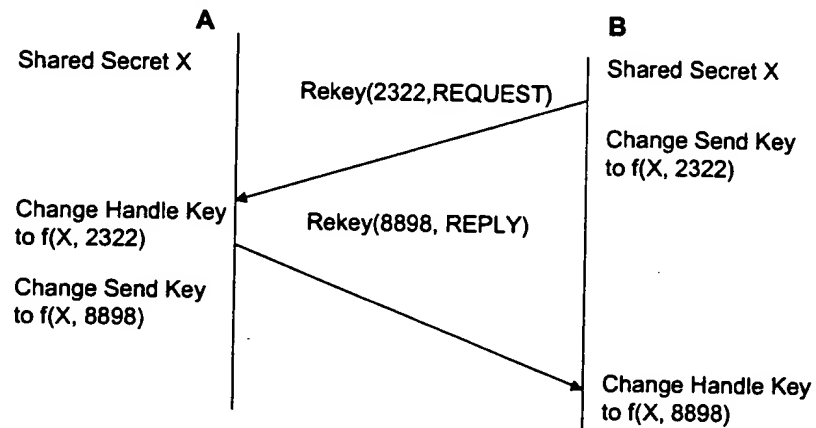 A
B
Shared Secret X
Shared Secret X
Rekey(2322,REQUEST)
Change Send Key
to f(X, 2322)
Change Handle Key
to f(X, 2322)
Rekey(8898, REPLY)
Change Send Key
to f(X, 8898)
Change Handle Key
to f(X, 8898)